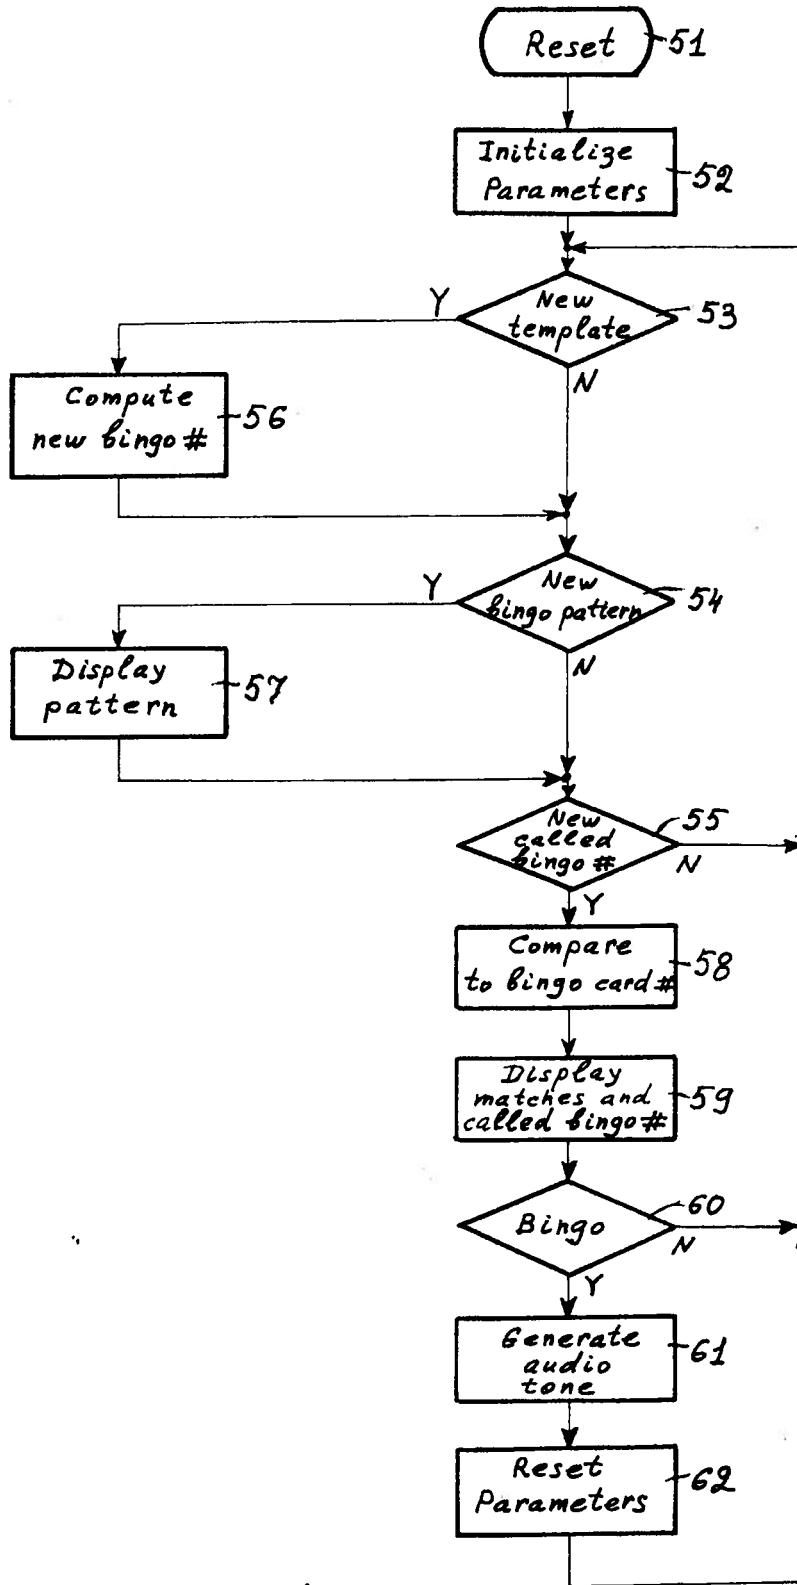 Reset
51
Initialize
Parameters
52
New
template
53
Y
N
Compute
new bingo #
56
New
bingo pattern
54
Y
N
Display
pattern
57
New
called
bingo #
55
N
Y
Compare
to bingo card #
58
Display
matches and
called bingo #
59
Bingo
60
N
Y
Generate
audio
tone
61
Reset
Parameters
62